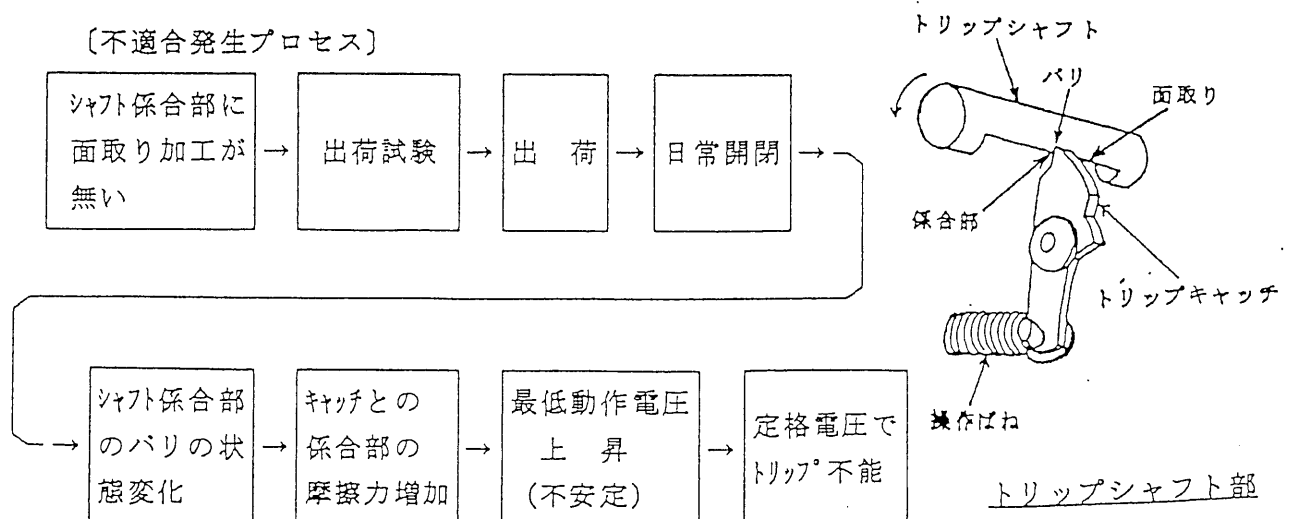 〔不適合発生プロセス〕
シャフト係合部に
面取り加工が
無い
→
出荷試験
→
出　荷
→
日常開閉
→
→
シャフト係合部
のバリの状
態変化
→
キャッチとの
係合部の
摩擦力増加
→
最低動作電圧
上　昇
(不安定)
→
定格電圧で
トリップ不能
トリップシャフト
バリ
面取り
係合部
トリップキャッチ
操作ばね
トリップシャフト部